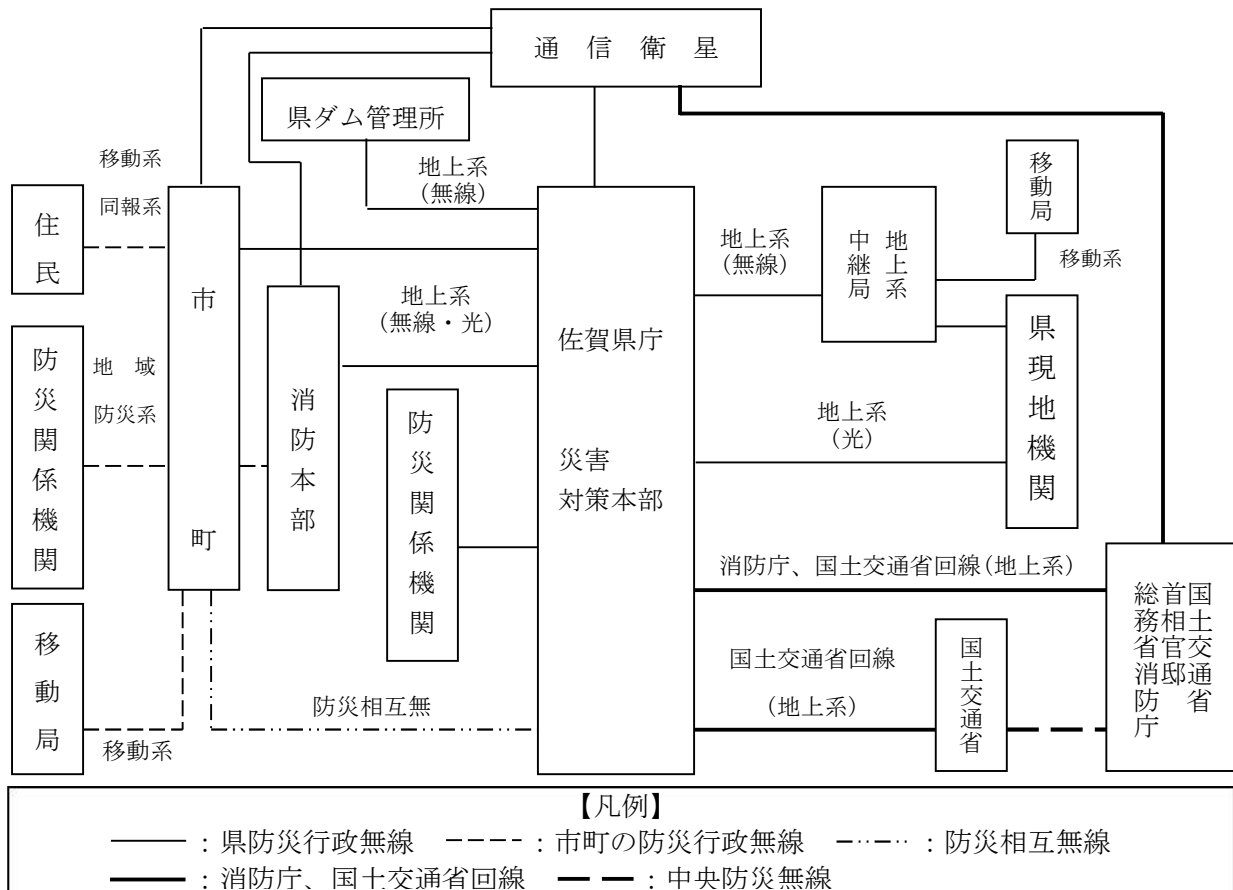 通信衛星
県ダム管理所
移動系
同報系
地上系
(無線)
移動局
住民
市町
地上系
(無線)
地上系
中継局
移動系
地上系
(無線・光)
佐賀県庁
災害
対策本部
県現地機関
防災関係機関
地域
防災系
消防本部
防災関係機関
地上系
(光)
消防庁、国土交通省回線(地上系)
国土交通省
首相官邸
総務省消防庁
移動局
移動系
防災相互無
国土交通省回線
(地上系)
国土交通省
【凡例】
：県防災行政無線 ：市町の防災行政無線 ：防災相互無線
：消防庁、国土交通省回線 ：中央防災無線